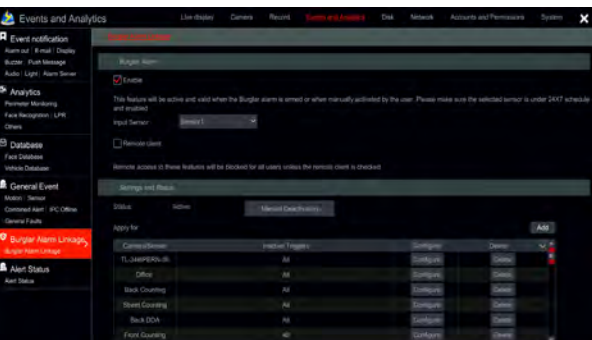 Events and Analytics
Live display Camera Record Events and Analytics Disk Network Accounts and Permissions System
Event notification
Alarm out E-mail Display
Buzzer Push Message
Audio Light Alarm Server
Analytics
Perimeter Monitoring
Face Recognition LPR
Others
Database
Face Database
Vehicle Database
General Event
Motion Sensor
Combined Alert IPC Offline
General Faults
Burglar Alarm Linkage
Burglar Alarm Linkage
Alert Status
Alert Status
Burglar Alarm
Enable
This feature will be active and valid when the Burglar alarm is armed or when manually activated by the user. Please make sure the selected sensor is under 24X7 schedule
and enabled
Input Sensor Sensor1
Remote client
Remote access to these features will be blocked for all users unless the remote client is checked
Settings and Status
Status Active Manual Deactivation
Apply for Add
Camera/Sensor Inactive Triggers Configure Delete
All Configure Delete
Office All Configure Delete
Back Counting All Configure Delete
Street Counting All Configure Delete
Back DDA All Configure Delete
Front Counting All Configure Delete